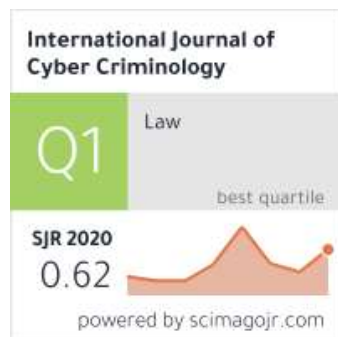 International Journal of
Cyber Criminology
Q1
Law
best quartile
SJR 2020
0.62
powered by scimagojr.com